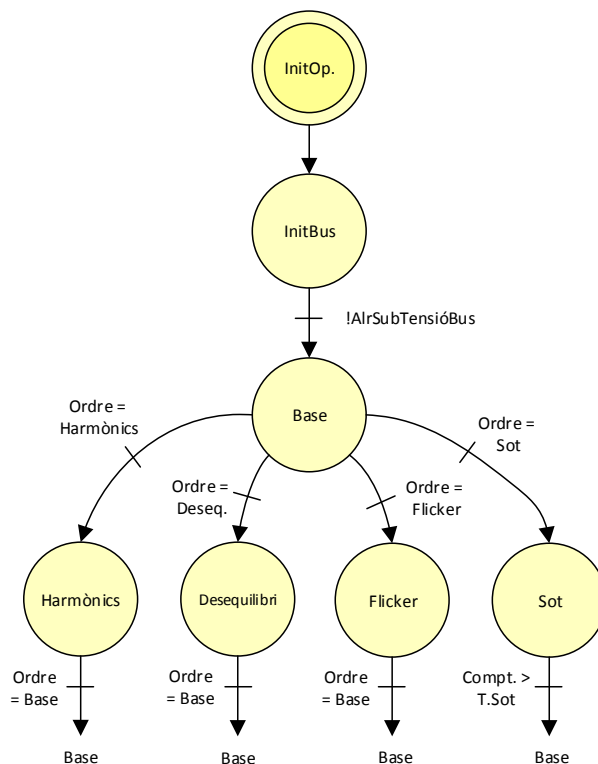 InitOp.
InitBus
!AlrSubTensióBus
Base
Ordre =
Harmònics
Ordre =
Deseq.
Ordre =
Flicker
Ordre =
Sot
Harmònics
Desequilibri
Flicker
Sot
Ordre
= Base
Ordre
= Base
Ordre
= Base
Compt. >
T.Sot
Base
Base
Base
Base